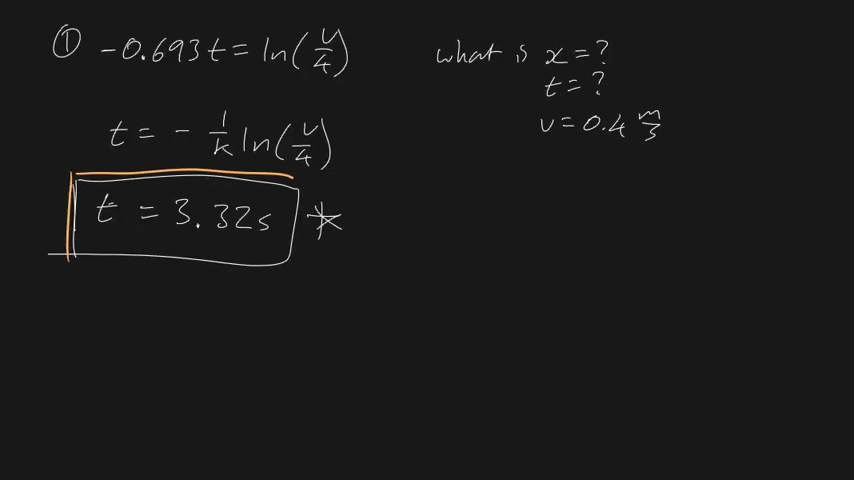 ① -0.693t = ln(v/4)
t = - 1/k ln(v/4)
t = 3.32s *
what is x = ?
t = ?
v = 0.4 m/s